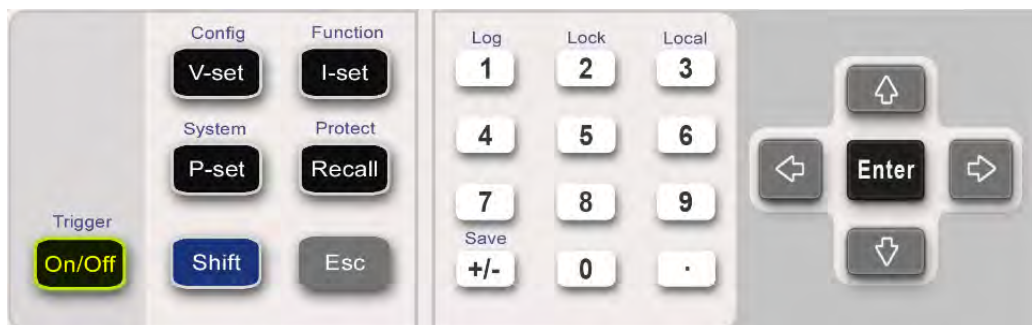 Config Function Log Lock Local
V-set I-set 1 2 3
System Protect 4 5 6
P-set Recall Enter
Trigger 7 8 9
On/Off Shift Esc Save
+/- 0 .